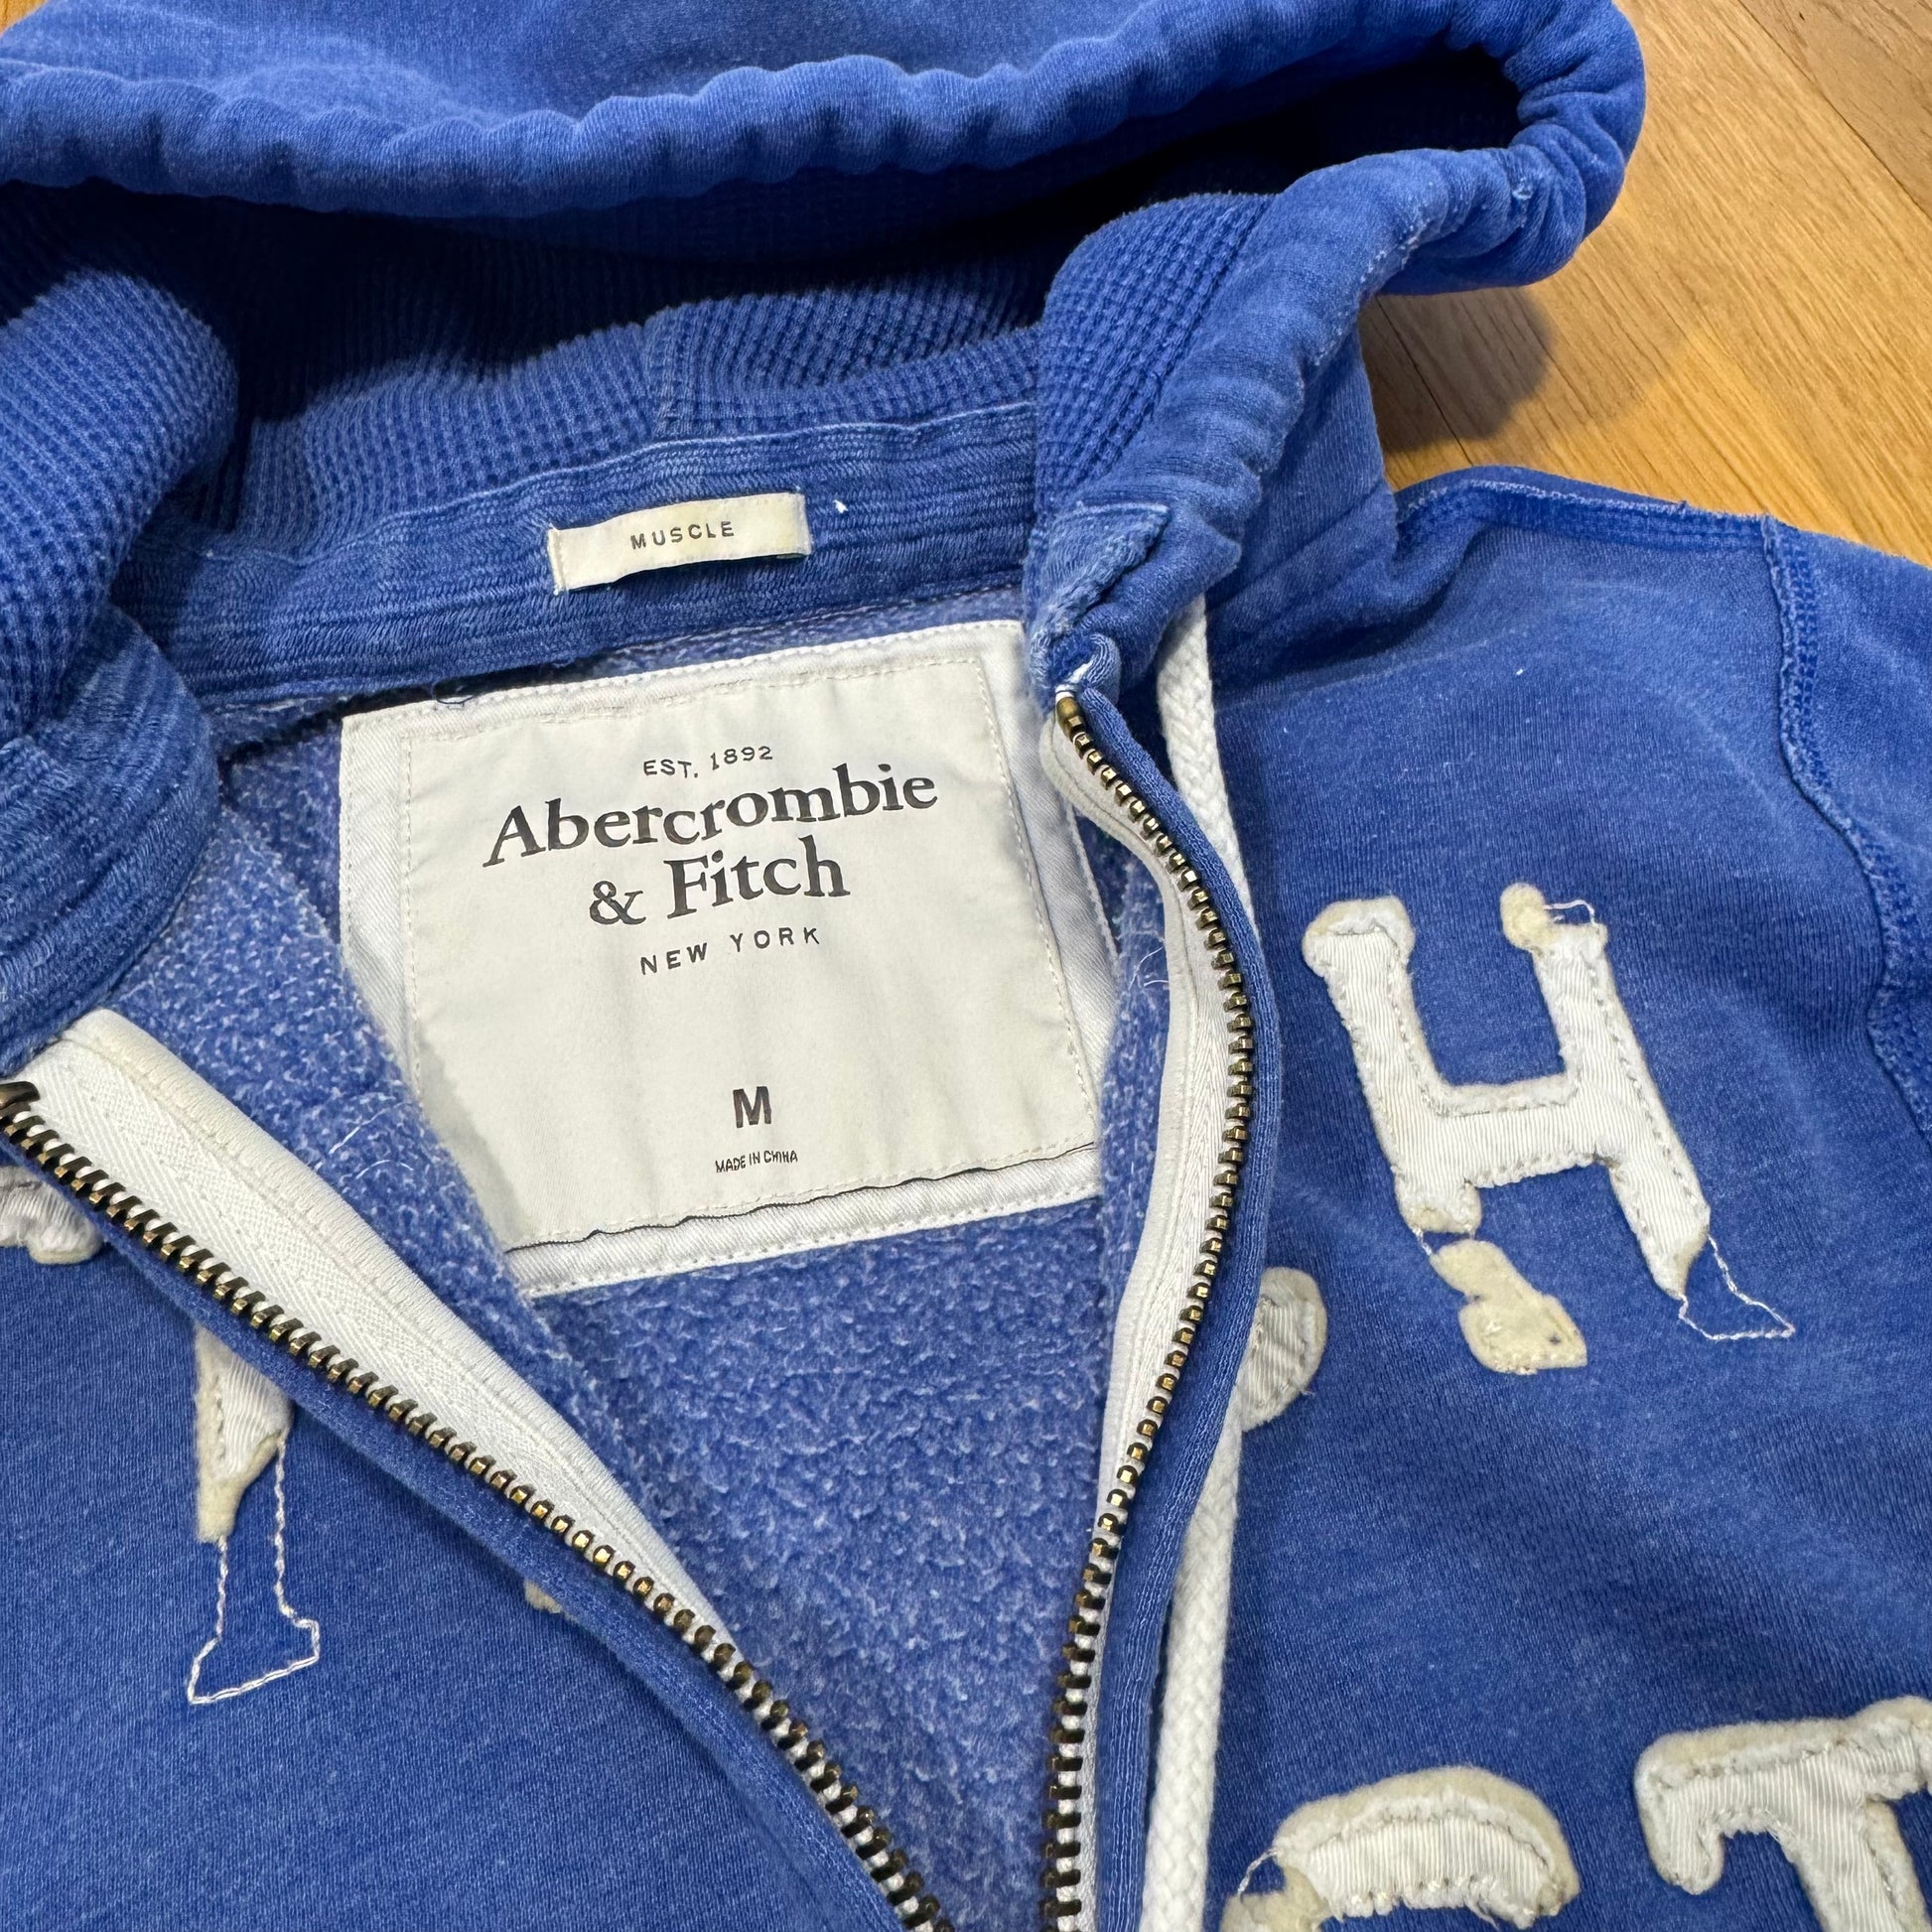 MUSCLE
EST. 1892
Abercrombie
& Fitch
NEW YORK
M
MADE IN CHINA
H